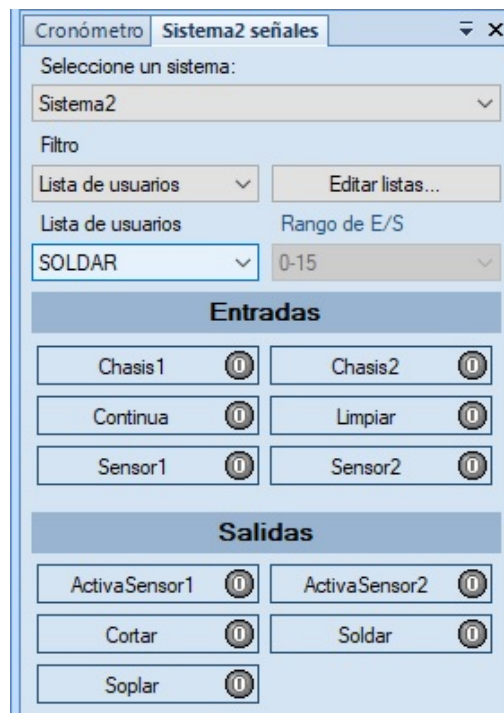 Cronómetro Sistema2 señales
Seleccione un sistema:
Sistema2
Filtro
Lista de usuarios Editar listas...
Lista de usuarios Rango de E/S
SOLDAR 0-15
Entradas
Chasis1 0 Chasis2 0
Continua 0 Limpiar 0
Sensor1 0 Sensor2 0
Salidas
ActivaSensor1 0 ActivaSensor2 0
Cortar 0 Soldar 0
Soplar 0